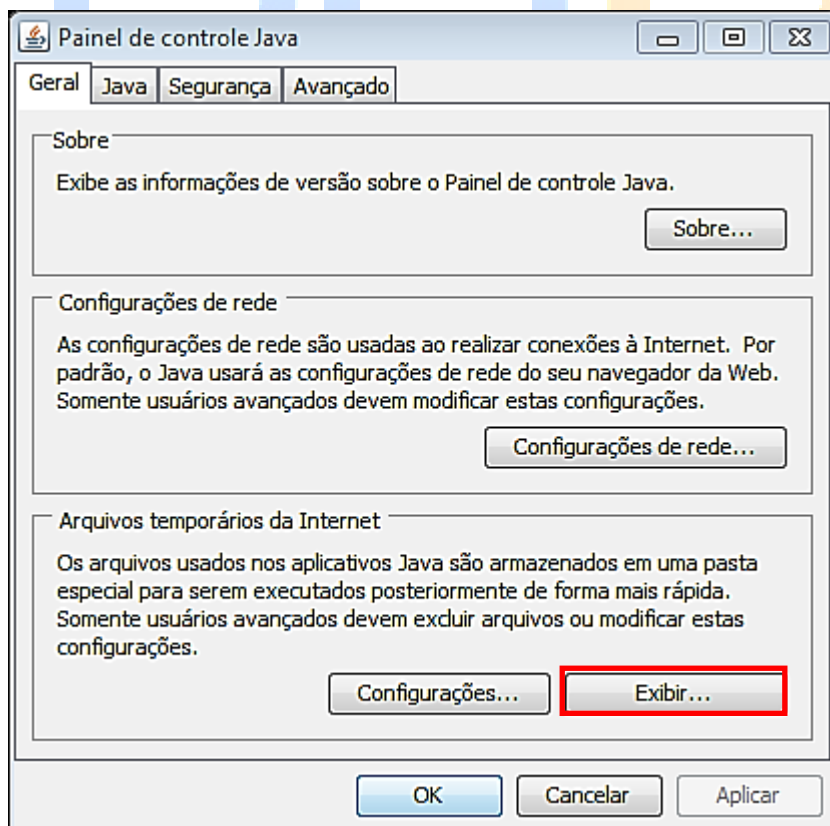 Painel de controle Java
Geral Java Segurança Avançado
Sobre
Exibe as informações de versão sobre o Painel de controle Java.
Sobre...
Configurações de rede
As configurações de rede são usadas ao realizar conexões à Internet. Por
padrão, o Java usará as configurações de rede do seu navegador da Web.
Somente usuários avançados devem modificar estas configurações.
Configurações de rede...
Arquivos temporários da Internet
Os arquivos usados nos aplicativos Java são armazenados em uma pasta
especial para serem executados posteriormente de forma mais rápida.
Somente usuários avançados devem excluir arquivos ou modificar estas
configurações.
Configurações... Exibir...
OK Cancelar Aplicar